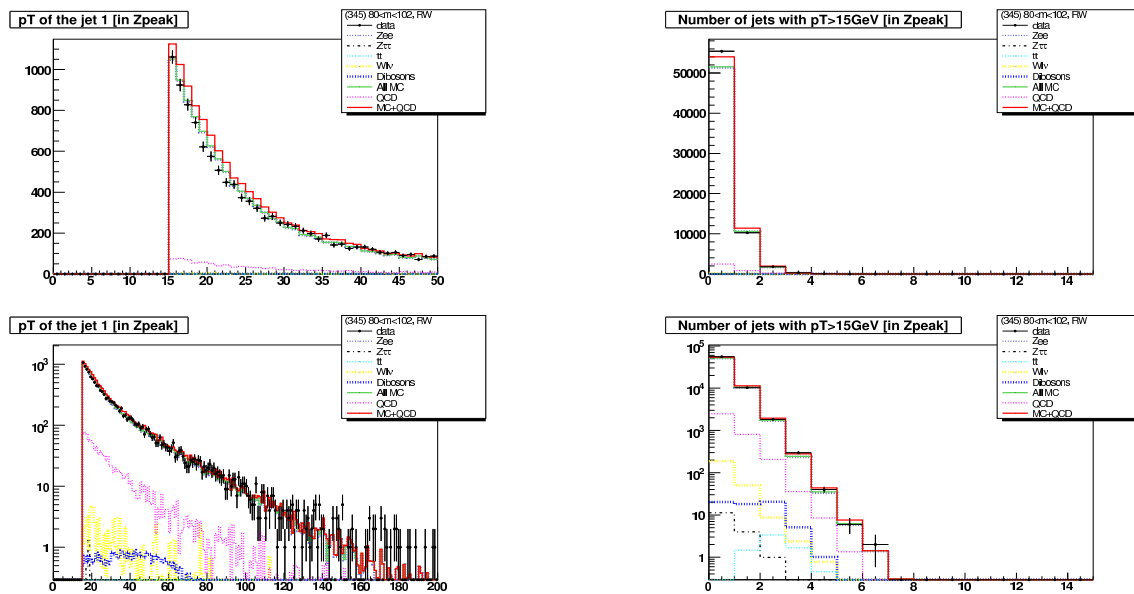 pT of the jet 1 [in Zpeak]
(345) 80<m<102, RW
data
Zee
Zττ
tt
Wlν
Dibosons
All MC
QCD
MC+QCD
1000
800
600
400
200
0
0 5 10 15 20 25 30 35 40 45 50
Number of jets with pT>15GeV [in Zpeak]
(345) 80<m<102, RW
data
Zee
Zττ
tt
Wlν
Dibosons
All MC
QCD
MC+QCD
50000
40000
30000
20000
10000
0
0 2 4 6 8 10 12 14
pT of the jet 1 [in Zpeak]
(345) 80<m<102, RW
data
Zee
Zττ
tt
Wlν
Dibosons
All MC
QCD
MC+QCD
10³
10²
10
1
0 20 40 60 80 100 120 140 160 180 200
Number of jets with pT>15GeV [in Zpeak]
(345) 80<m<102, RW
data
Zee
Zττ
tt
Wlν
Dibosons
All MC
QCD
MC+QCD
10⁵
10⁴
10³
10²
10
1
0 2 4 6 8 10 12 14